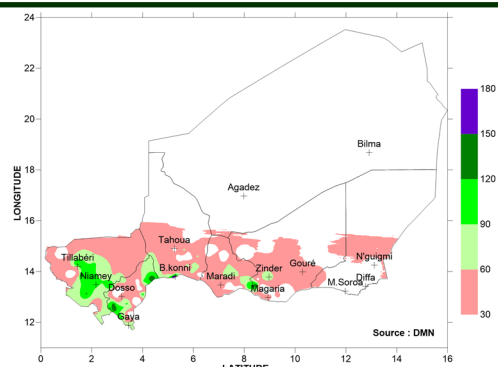 24
22
20
18
16
14
12
LONGITUDE
0
2
4
6
8
10
12
14
16
LATITUDE
Bilma
Agadez
Tahoua
Tillabéri
N'guigmi
Niamey
B.konni
Zinder
Gouré
Dosso
Maradi
Magaria
M.Soroa
Diffa
Gaya
Source : DMN
180
150
120
90
60
30